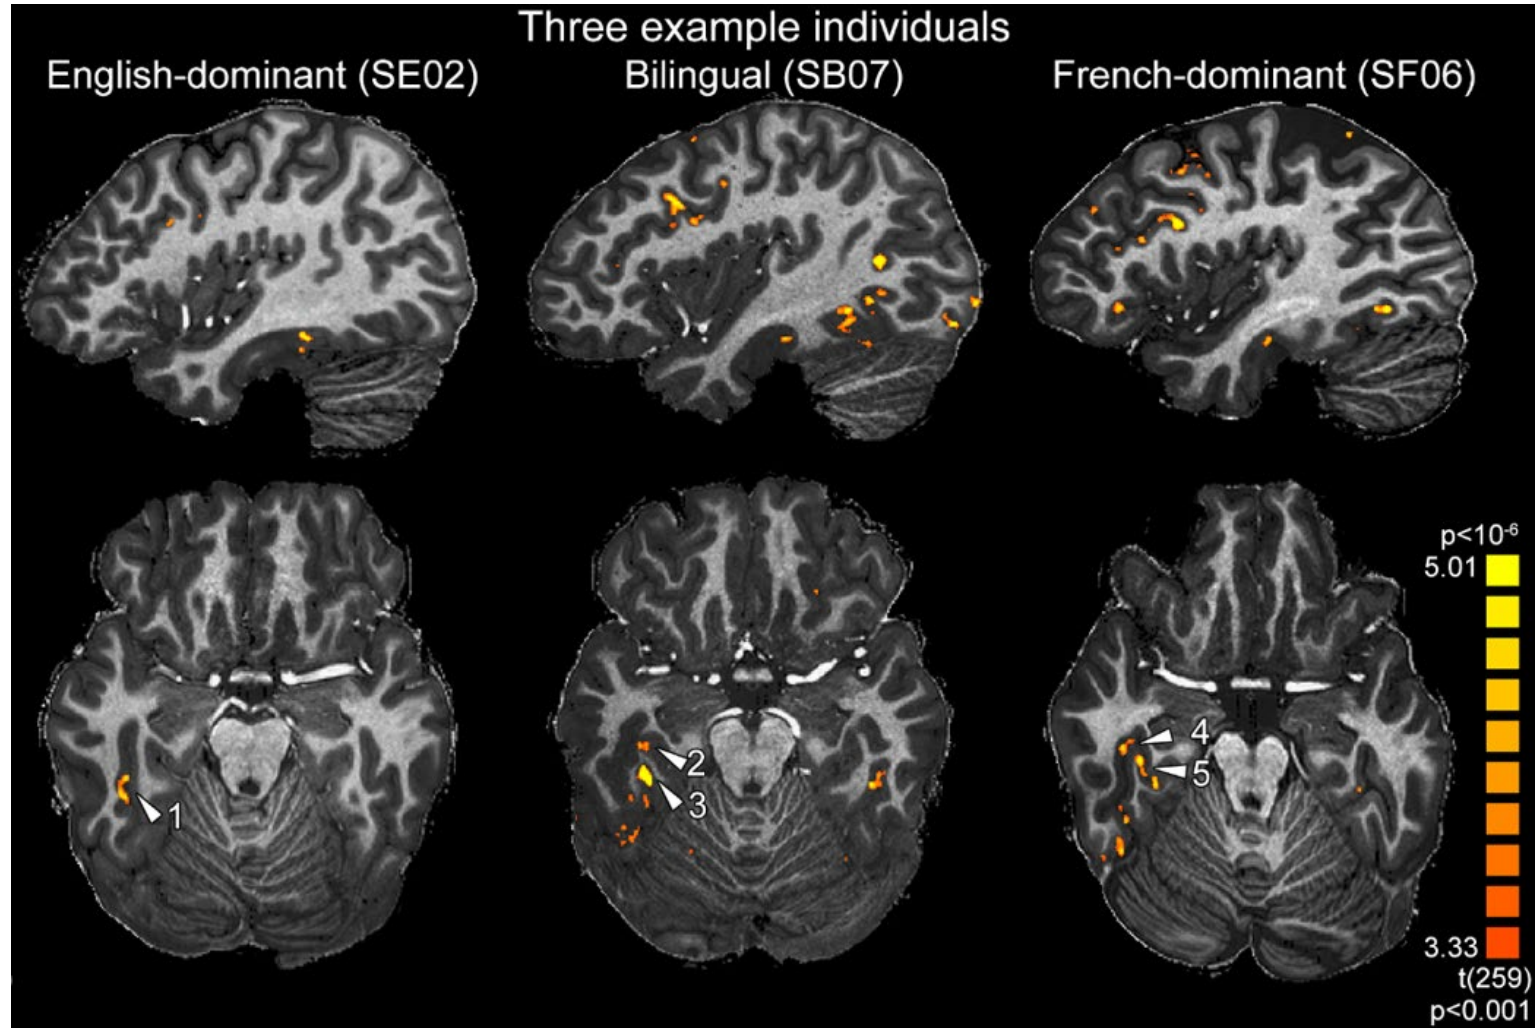 Three example individuals
English-dominant (SE02)
Bilingual (SB07)
French-dominant (SF06)
1
2
3
4
5
p<10⁻⁶
5.01
3.33
t(259)
p<0.001